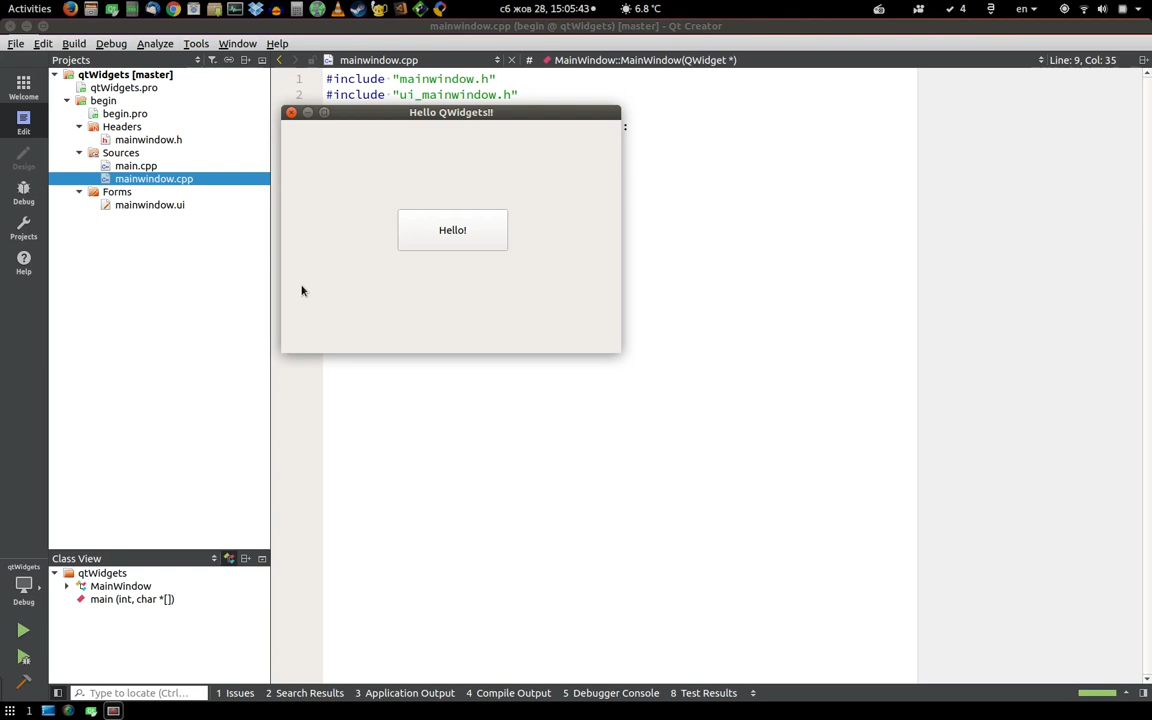 Activities
сб жов 28, 15:05:43
6.8 °C
4
en
mainwindow.cpp (begin @ qtWidgets) [master] - Qt Creator
File Edit Build Debug Analyze Tools Window Help
Projects
mainwindow.cpp
#
MainWindow::MainWindow(QWidget *)
Line: 9, Col: 35
Welcome
Edit
Design
Debug
Projects
Help
qtWidgets
Debug
qtWidgets [master]
qtWidgets.pro
begin
begin.pro
Headers
mainwindow.h
Sources
main.cpp
mainwindow.cpp
Forms
mainwindow.ui
1 #include "mainwindow.h"
2 #include "ui_mainwindow.h"
:
Hello QWidgets!!
Hello!
Class View
qtWidgets
MainWindow
main (int, char *[])
Type to locate (Ctrl...
1 Issues
2 Search Results
3 Application Output
4 Compile Output
5 Debugger Console
8 Test Results
1